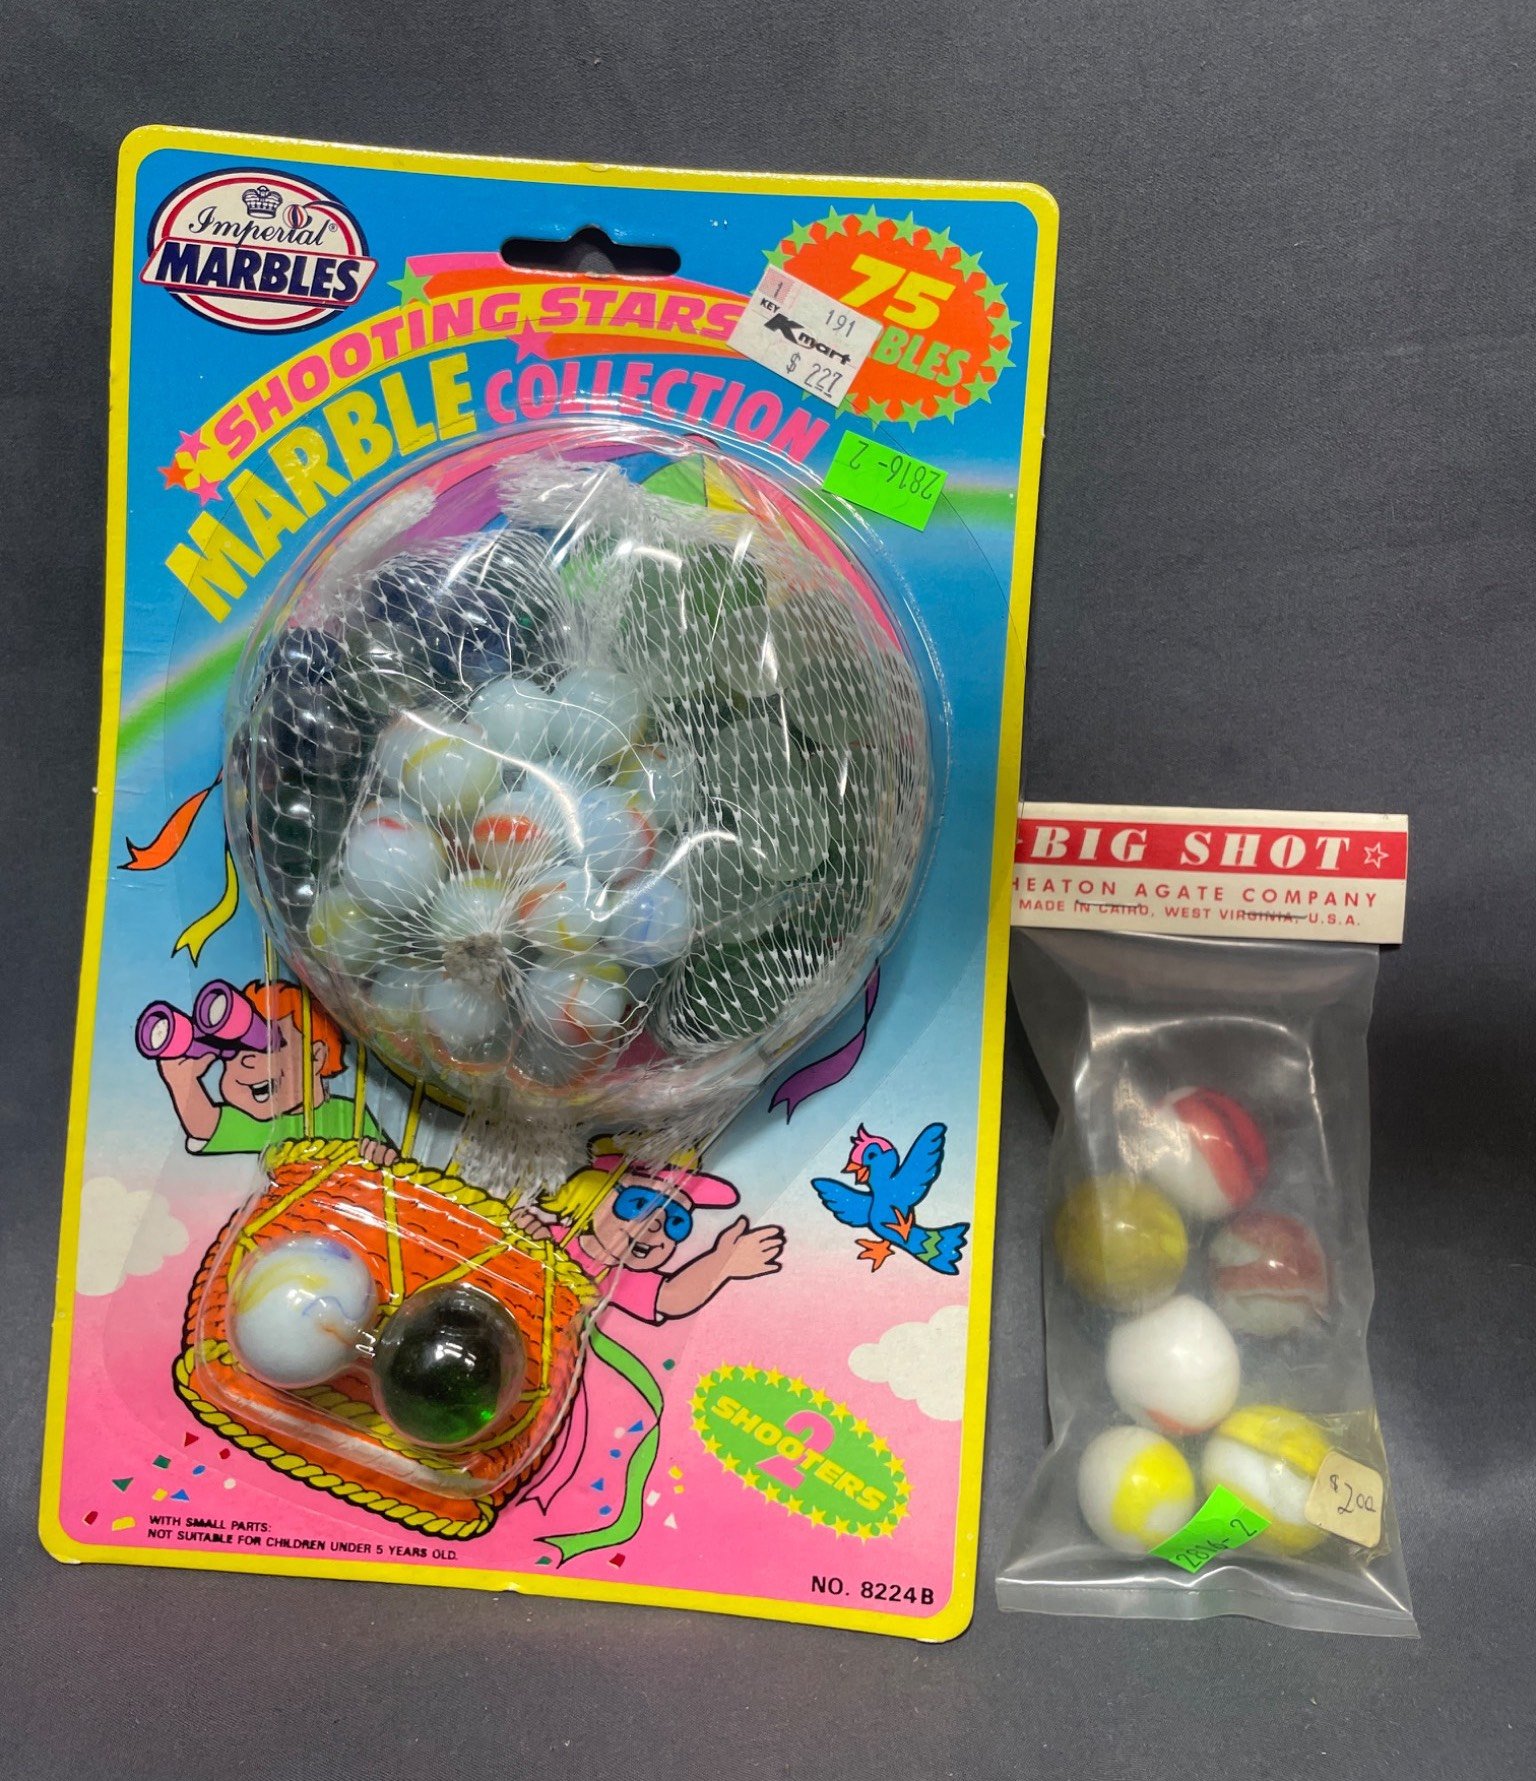 Imperial®
MARBLES
SHOOTING STARS
MARBLE COLLECTION
75
BLES
1
KEY
191
Kmart
$ 2.27
2816-2
2
SHOOTERS
WITH SMALL PARTS:
NOT SUITABLE FOR CHILDREN UNDER 5 YEARS OLD.
NO. 8224B
BIG SHOT
HEATON AGATE COMPANY
MADE IN CAIRO, WEST VIRGINIA, U.S.A.
$2.00
2816-2